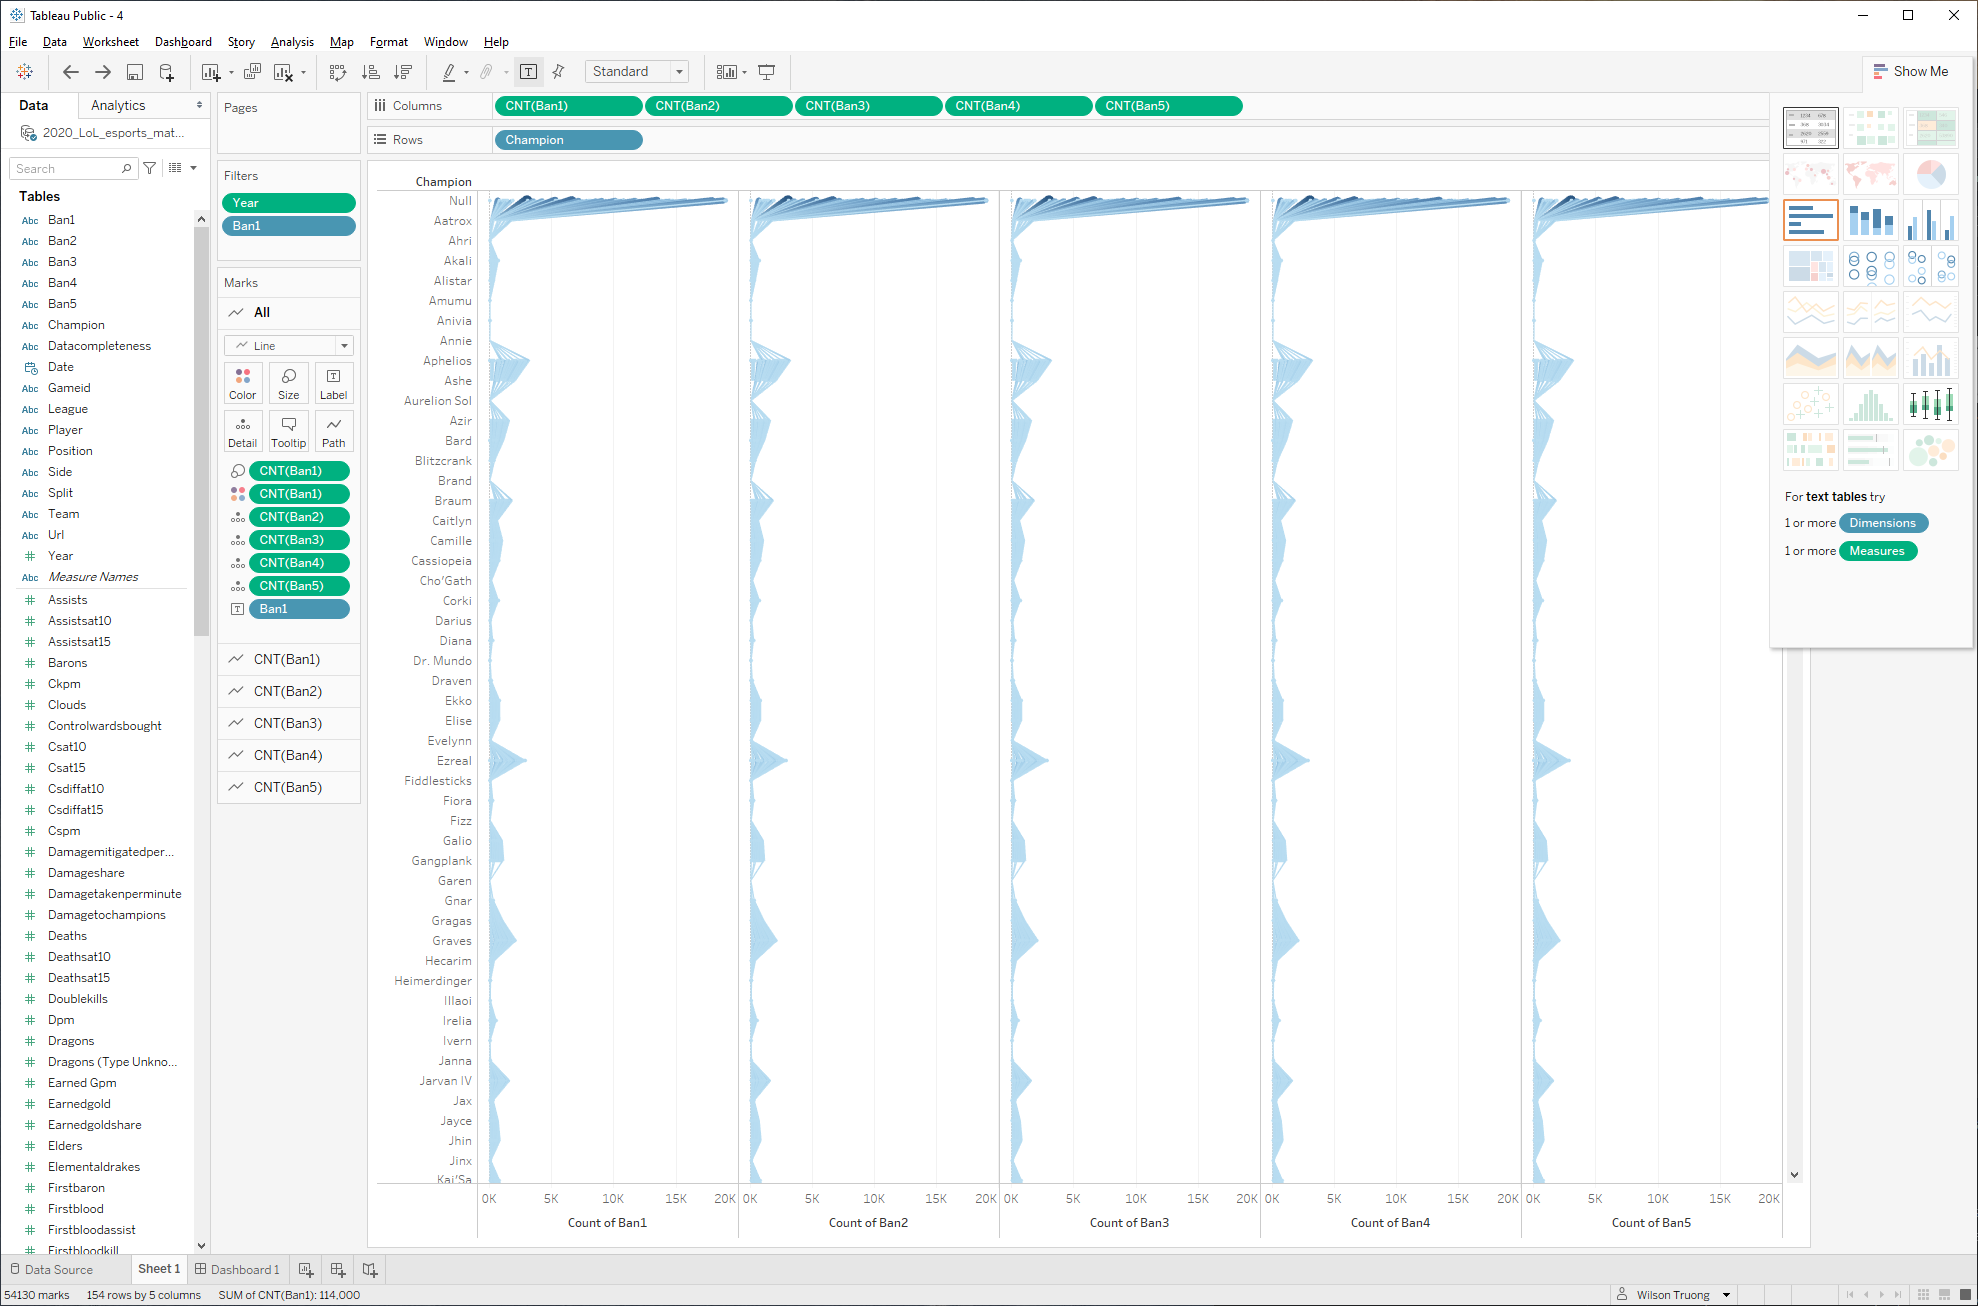 Tableau Public - 4
File Data Worksheet Dashboard Story Analysis Map Format Window Help
Standard
Show Me
Data Analytics
2020_LoL_esports_mat...
Search
Tables
Abc Ban1
Abc Ban2
Abc Ban3
Abc Ban4
Abc Ban5
Abc Champion
Abc Datacompleteness
Date
Abc Gameid
Abc League
Abc Player
Abc Position
Abc Side
Abc Split
Abc Team
Abc Url
# Year
Abc Measure Names
# Assists
# Assistsat10
# Assistsat15
# Barons
# Ckpm
# Clouds
# Controlwardsbought
# Csat10
# Csat15
# Csdiffat10
# Csdiffat15
# Cspm
# Damagemitigatedper...
# Damageshare
# Damagetakenperminute
# Damagetochampions
# Deaths
# Deathsat10
# Deathsat15
# Doublekills
# Dpm
# Dragons
# Dragons (Type Unkno...
# Earned Gpm
# Earnedgold
# Earnedgoldshare
# Elders
# Elementaldrakes
# Firstbaron
# Firstblood
# Firstbloodassist
# Firstbloodkill
Pages
Filters
Year
Ban1
Marks
All
Line
Color Size Label
Detail Tooltip Path
CNT(Ban1)
CNT(Ban1)
CNT(Ban2)
CNT(Ban3)
CNT(Ban4)
CNT(Ban5)
Ban1
CNT(Ban1)
CNT(Ban2)
CNT(Ban3)
CNT(Ban4)
CNT(Ban5)
Columns CNT(Ban1) CNT(Ban2) CNT(Ban3) CNT(Ban4) CNT(Ban5)
Rows Champion
Champion
Null
Aatrox
Ahri
Akali
Alistar
Amumu
Anivia
Annie
Aphelios
Ashe
Aurelion Sol
Azir
Bard
Blitzcrank
Brand
Braum
Caitlyn
Camille
Cassiopeia
Cho'Gath
Corki
Darius
Diana
Dr. Mundo
Draven
Ekko
Elise
Evelynn
Ezreal
Fiddlesticks
Fiora
Fizz
Galio
Gangplank
Garen
Gnar
Gragas
Graves
Hecarim
Heimerdinger
Illaoi
Irelia
Ivern
Janna
Jarvan IV
Jax
Jayce
Jhin
Jinx
Kai'Sa
0K 5K 10K 15K 20K 0K 5K 10K 15K 20K 0K 5K 10K 15K 20K 0K 5K 10K 15K 20K 0K 5K 10K 15K 20K
Count of Ban1 Count of Ban2 Count of Ban3 Count of Ban4 Count of Ban5
For text tables try
1 or more Dimensions
1 or more Measures
Data Source Sheet 1 Dashboard 1
54130 marks 154 rows by 5 columns SUM of CNT(Ban1): 114,000
Wilson Truong